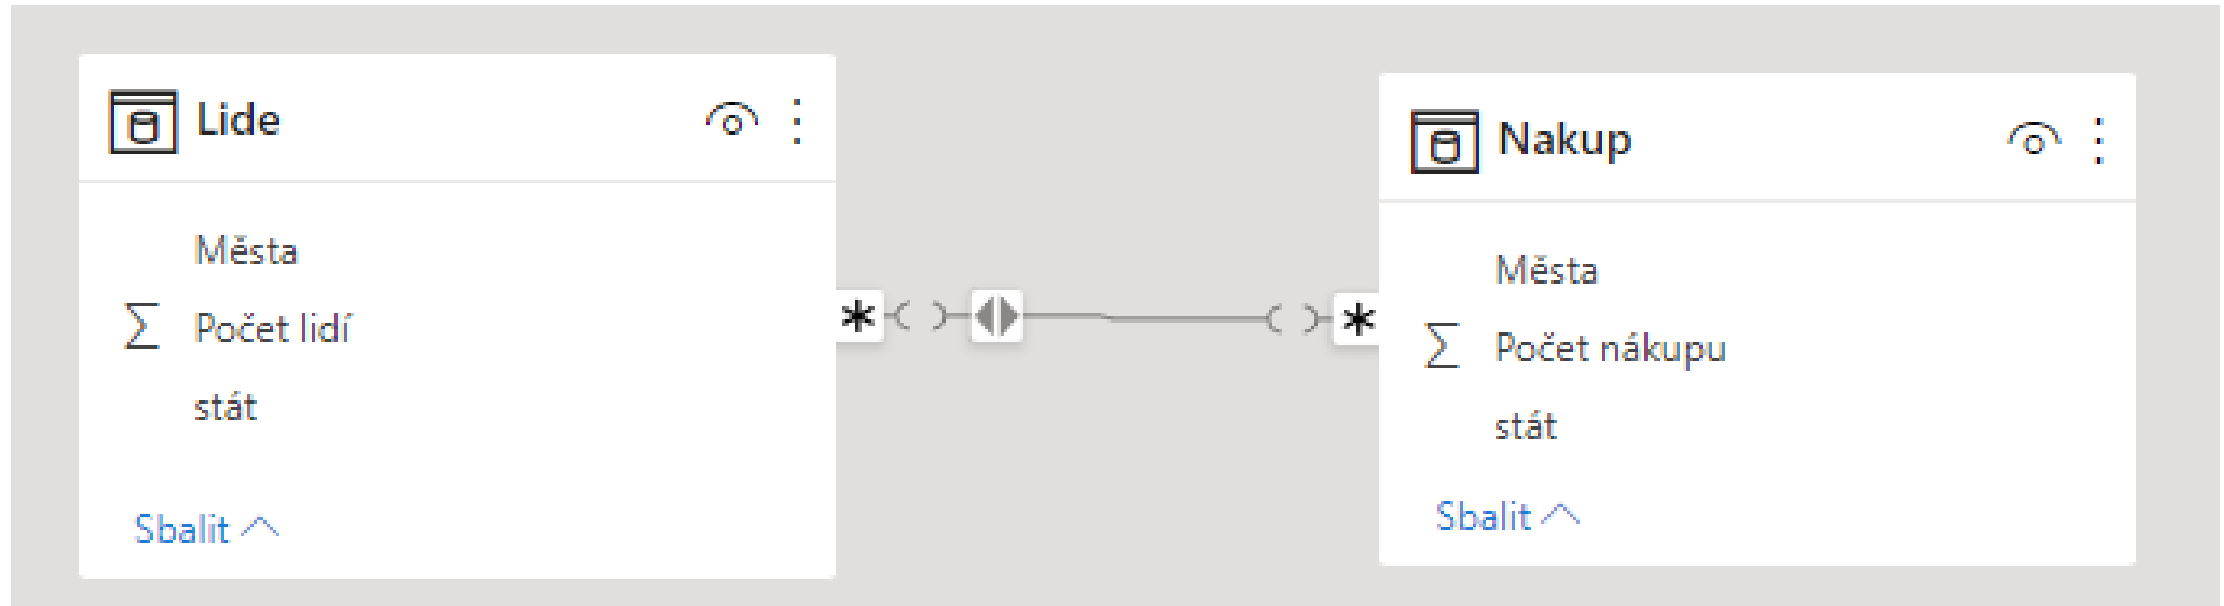 Lide
Města
Počet lidí
stát
Sbalit
*
*
Nakup
Města
Počet nákupu
stát
Sbalit